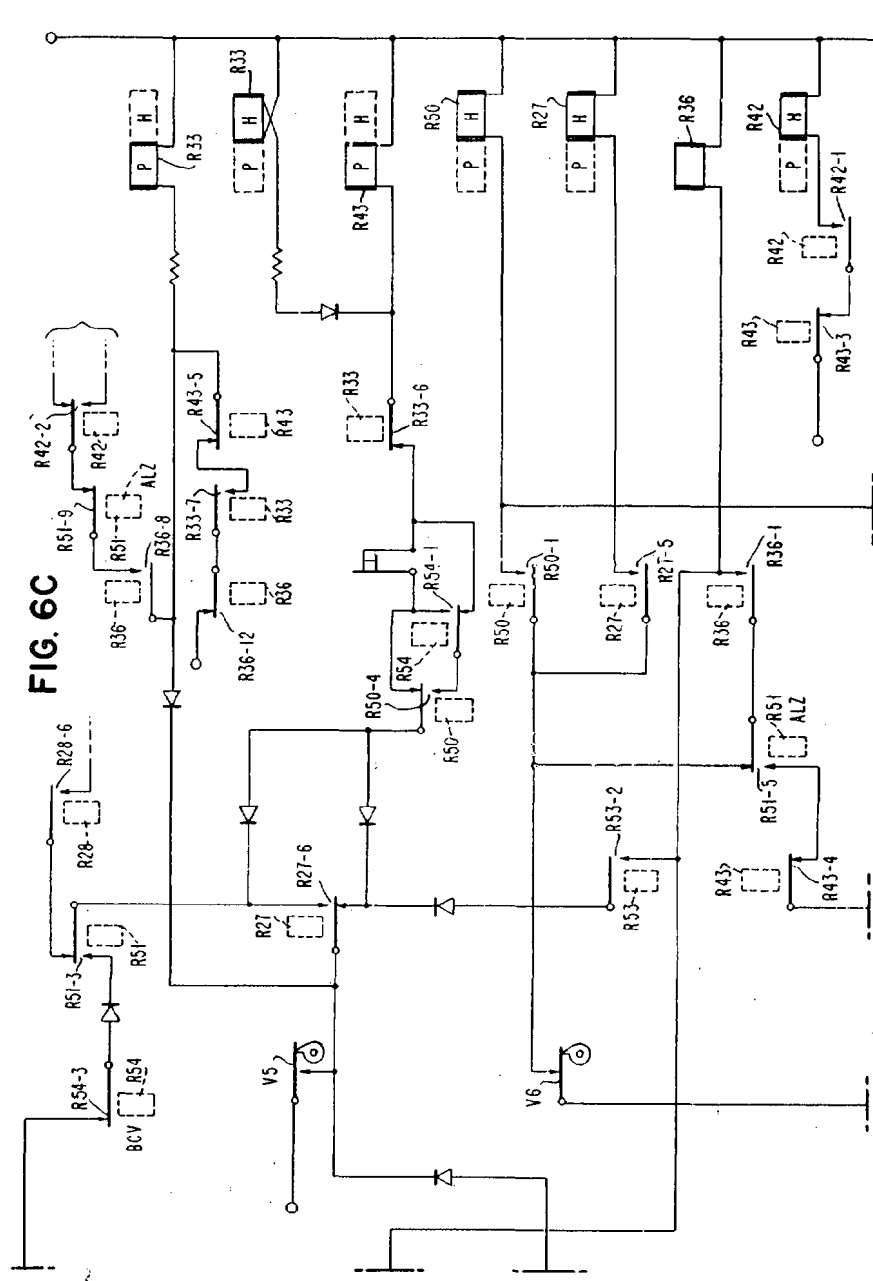 FIG. 6C
R54-3
BCV
R54
R51-3
R51
R28
R28-6
R36
R36-8
R51-9
R51
ALZ
R42-2
R42
R36-12
R36
R33-7
R33
R43-5
R43
P
H
R33
P
H
R33
V5
R27
R27-6
R50-4
R50
R54
R54-1
R33
R33-6
R43
P
H
R50
P
H
V6
R53
R53-2
R50
R50-1
R27
R27-5
R27
P
H
R43
R43-4
R51-5
R51
ALZ
R36
R36-1
R36
R43
R43-3
R42
R42-1
R42
P
H